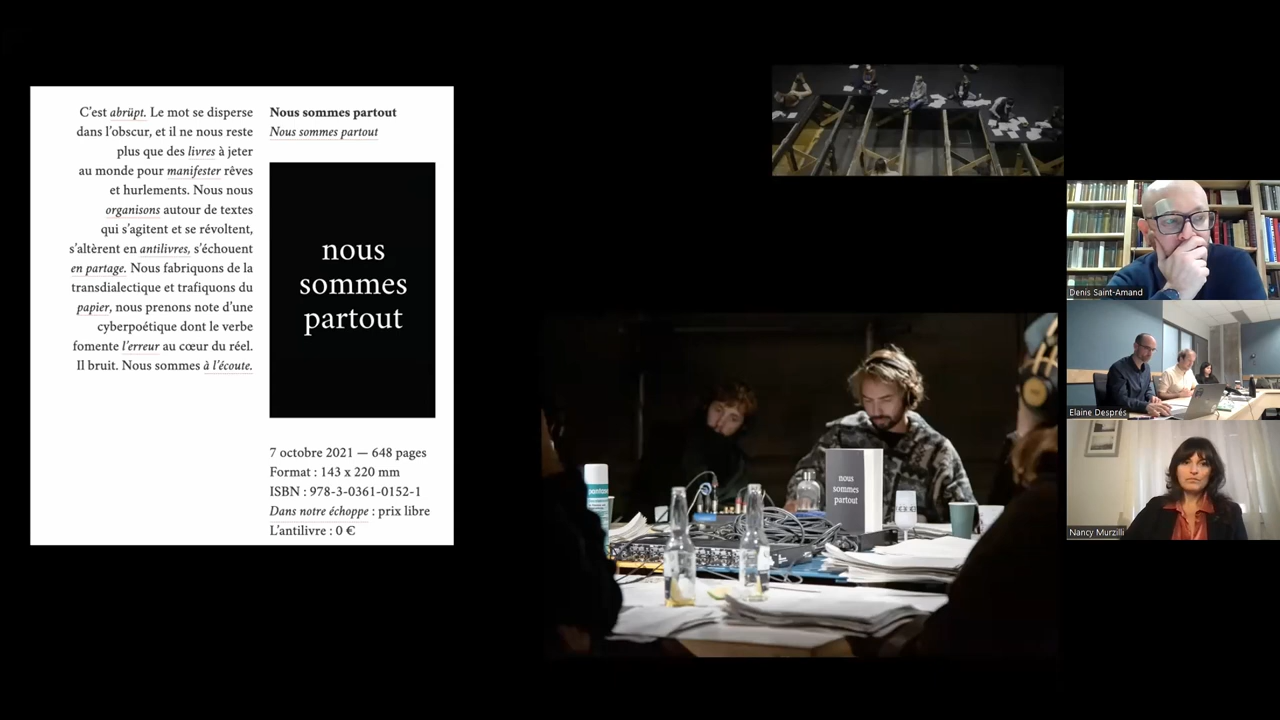 C'est abrüpt. Le mot se disperse
dans l'obscur, et il ne nous reste
plus que des livres à jeter
au monde pour manifester rêves
et hurlements. Nous nous
organisons autour de textes
qui s'agitent et se révoltent,
s'altèrent en antilivres, s'échouent
en partage. Nous fabriquons de la
transdialectique et trafiquons du
papier, nous prenons note d'une
cyberpoétique dont le verbe
fomente l'erreur au cœur du réel.
Il bruit. Nous sommes à l'écoute.
Nous sommes partout
Nous sommes partout
nous
sommes
partout
7 octobre 2021 — 648 pages
Format : 143 x 220 mm
ISBN : 978-3-0361-0152-1
Dans notre échoppe : prix libre
L'antilivre : 0 €
nous
sommes
partout
Denis Saint-Amand
Elaine Després
Nancy Murzilli